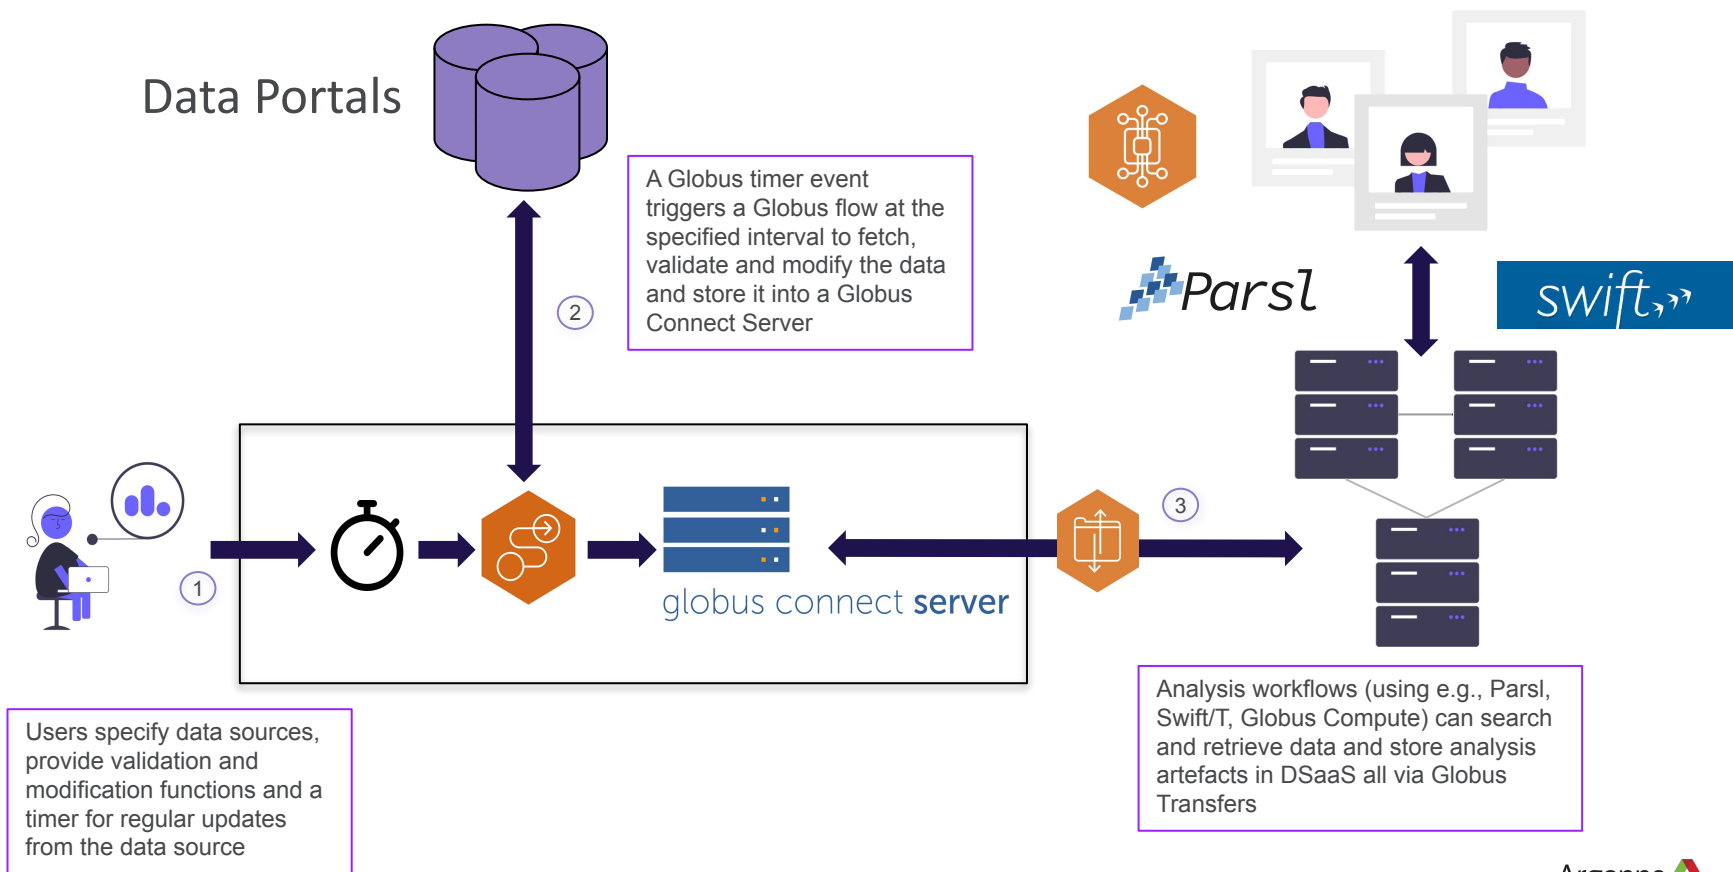 Data Portals
A Globus timer event
triggers a Globus flow at the
specified interval to fetch,
validate and modify the data
and store it into a Globus
Connect Server
2
Parsl
swift
1
globus connect server
3
Users specify data sources,
provide validation and
modification functions and a
timer for regular updates
from the data source
Analysis workflows (using e.g., Parsl,
Swift/T, Globus Compute) can search
and retrieve data and store analysis
artefacts in DSaaS all via Globus
Transfers
Argonne